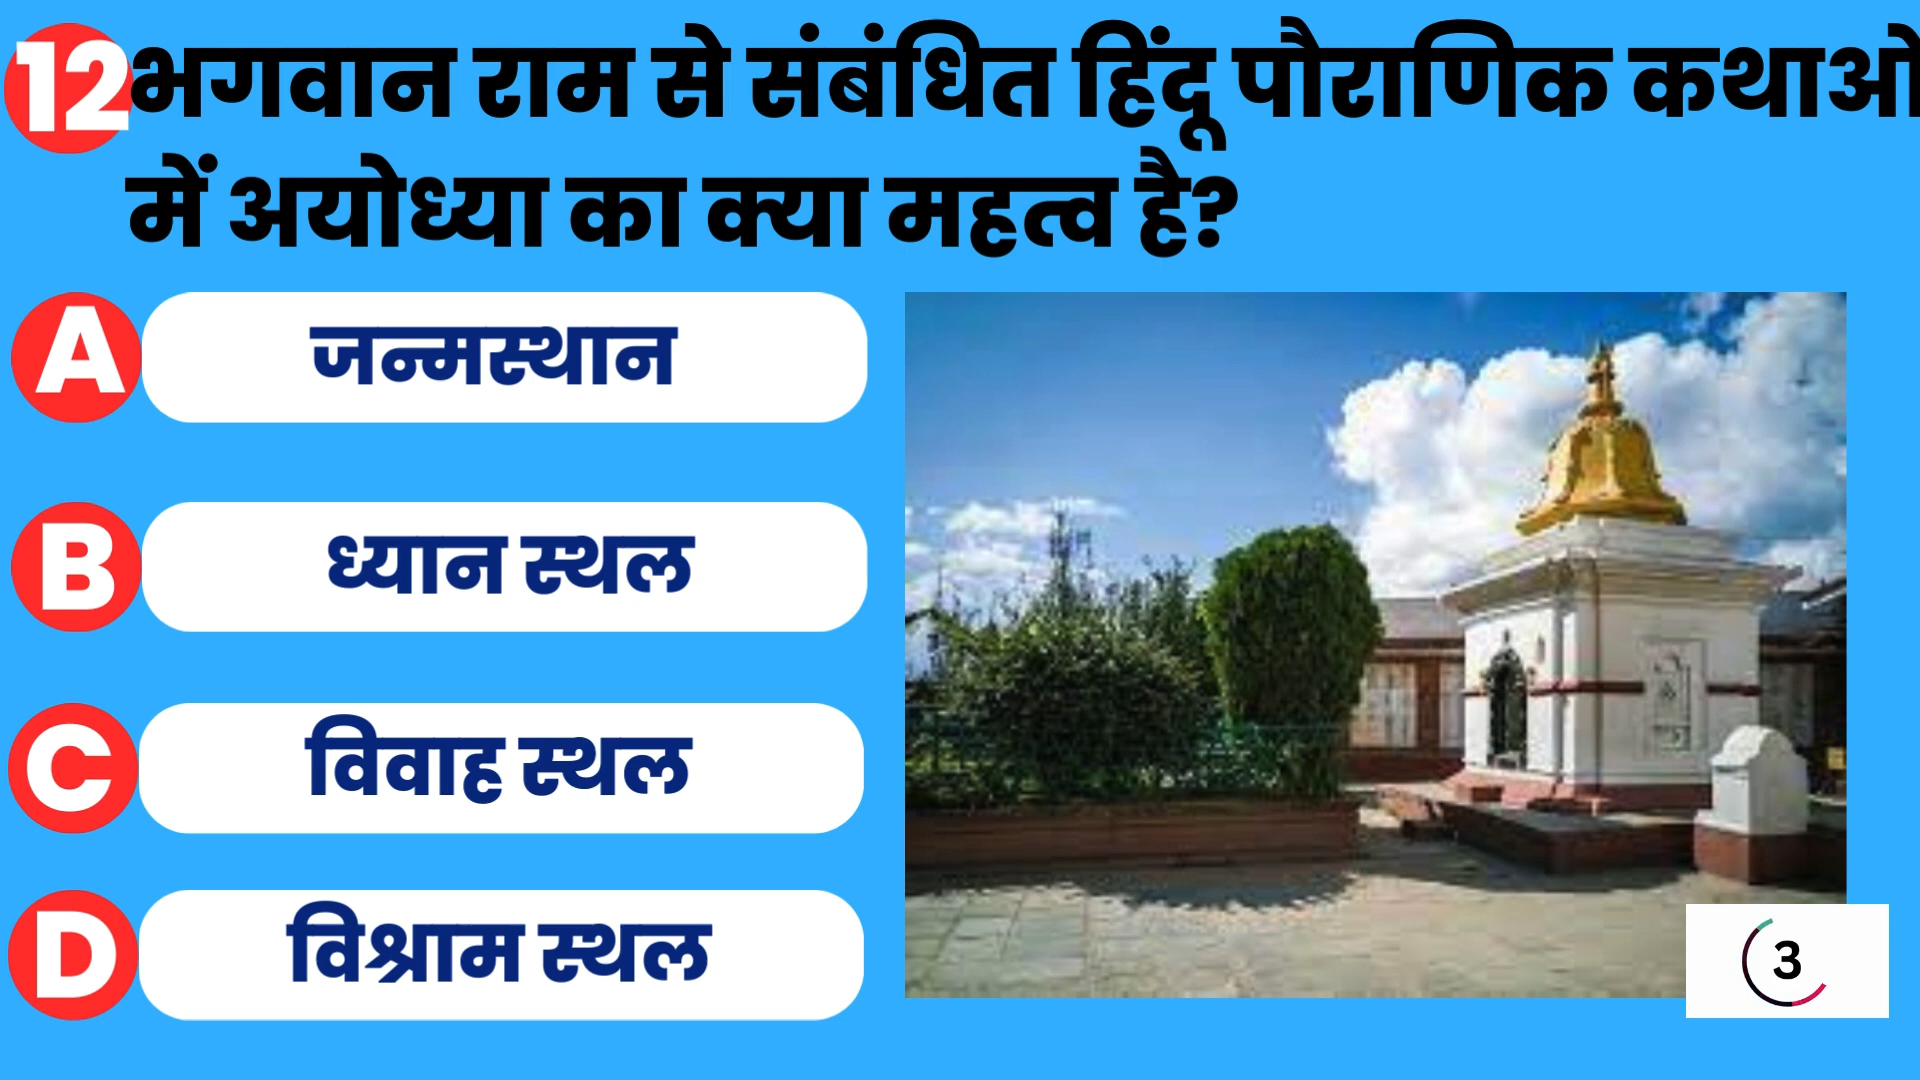 12 भगवान राम से संबंधित हिंदू पौराणिक कथाओ
में अयोध्या का क्या महत्व है?
A जन्मस्थान
B ध्यान स्थल
C विवाह स्थल
D विश्राम स्थल
3